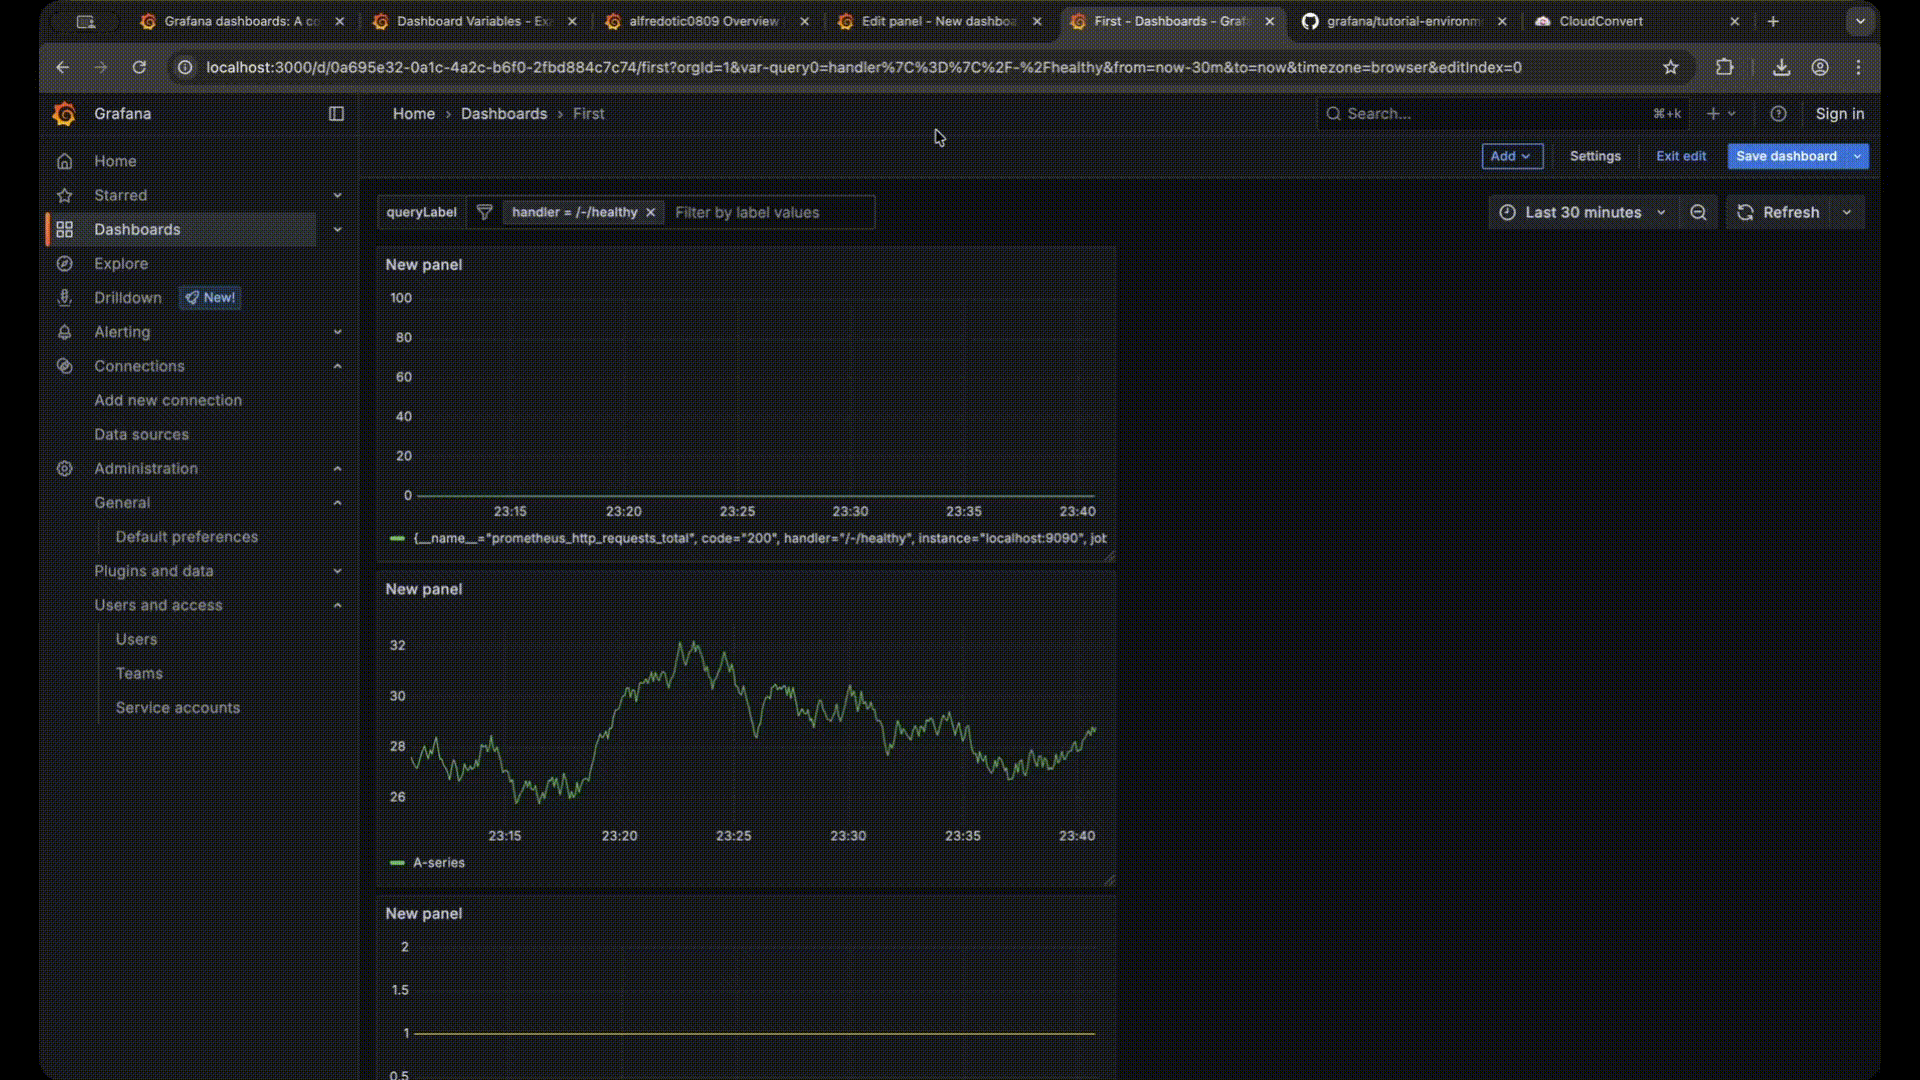 Grafana dashboards: A co
Dashboard Variables - Ex
alfredotic0809 Overview
Edit panel - New dashboa
First - Dashboards - Graf
grafana/tutorial-environm
CloudConvert
localhost:3000/d/0a695e32-0a1c-4a2c-b6f0-2fbd884c7c74/first?orgId=1&var-query0=handler%7C%3D%7C%2F-%2Fhealthy&from=now-30m&to=now&timezone=browser&editIndex=0
Grafana
Home › Dashboards › First
Search...
⌘+k
Sign in
Add
Settings
Exit edit
Save dashboard
Home
Starred
Dashboards
Explore
Drilldown
New!
Alerting
Connections
Add new connection
Data sources
Administration
General
Default preferences
Plugins and data
Users and access
Users
Teams
Service accounts
queryLabel
handler = /-/healthy
Filter by label values
Last 30 minutes
Refresh
New panel
100
80
60
40
20
0
23:15 23:20 23:25 23:30 23:35 23:40
{__name__="prometheus_http_requests_total", code="200", handler="/-/healthy", instance="localhost:9090", job
New panel
32
30
28
26
23:15 23:20 23:25 23:30 23:35 23:40
A-series
New panel
2
1.5
1
0.5